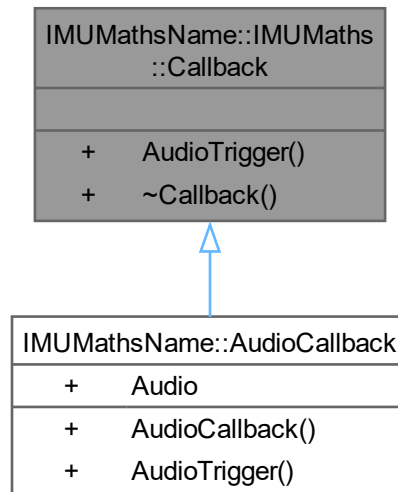 IMUMathsName::IMUMaths
::Callback
+ AudioTrigger()
+ ~Callback()
IMUMathsName::AudioCallback
+ Audio
+ AudioCallback()
+ AudioTrigger()